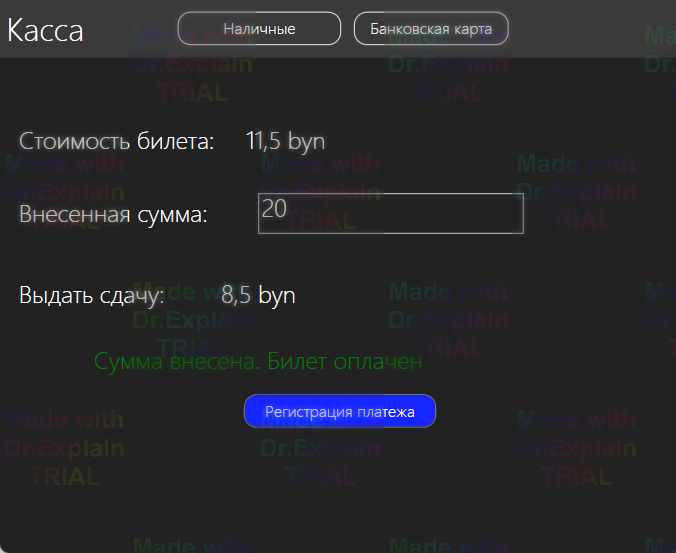 Касса
Наличные
Банковская карта
Стоимость билета: 11,5 byn
Внесенная сумма: 20
Выдать сдачу: 8,5 byn
Сумма внесена. Билет оплачен
Регистрация платежа
Made with
Dr.Explain
TRIAL